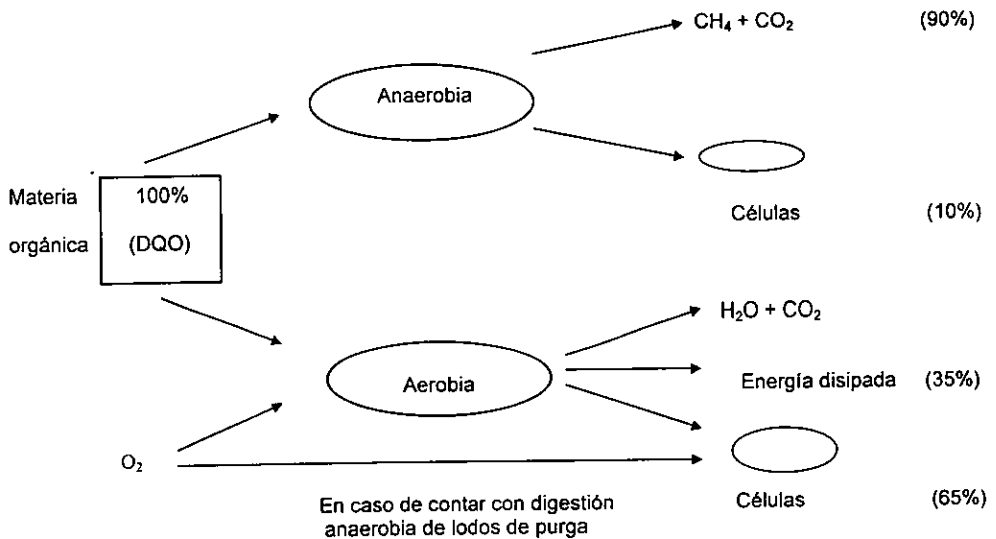 CH₄ + CO₂ (90%)
Anaerobia
Materia 100%
orgánica (DQO)
Células (10%)
H₂O + CO₂
Aerobia
Energía disipada (35%)
O₂
Células (65%)
En caso de contar con digestión
anaerobia de lodos de purga